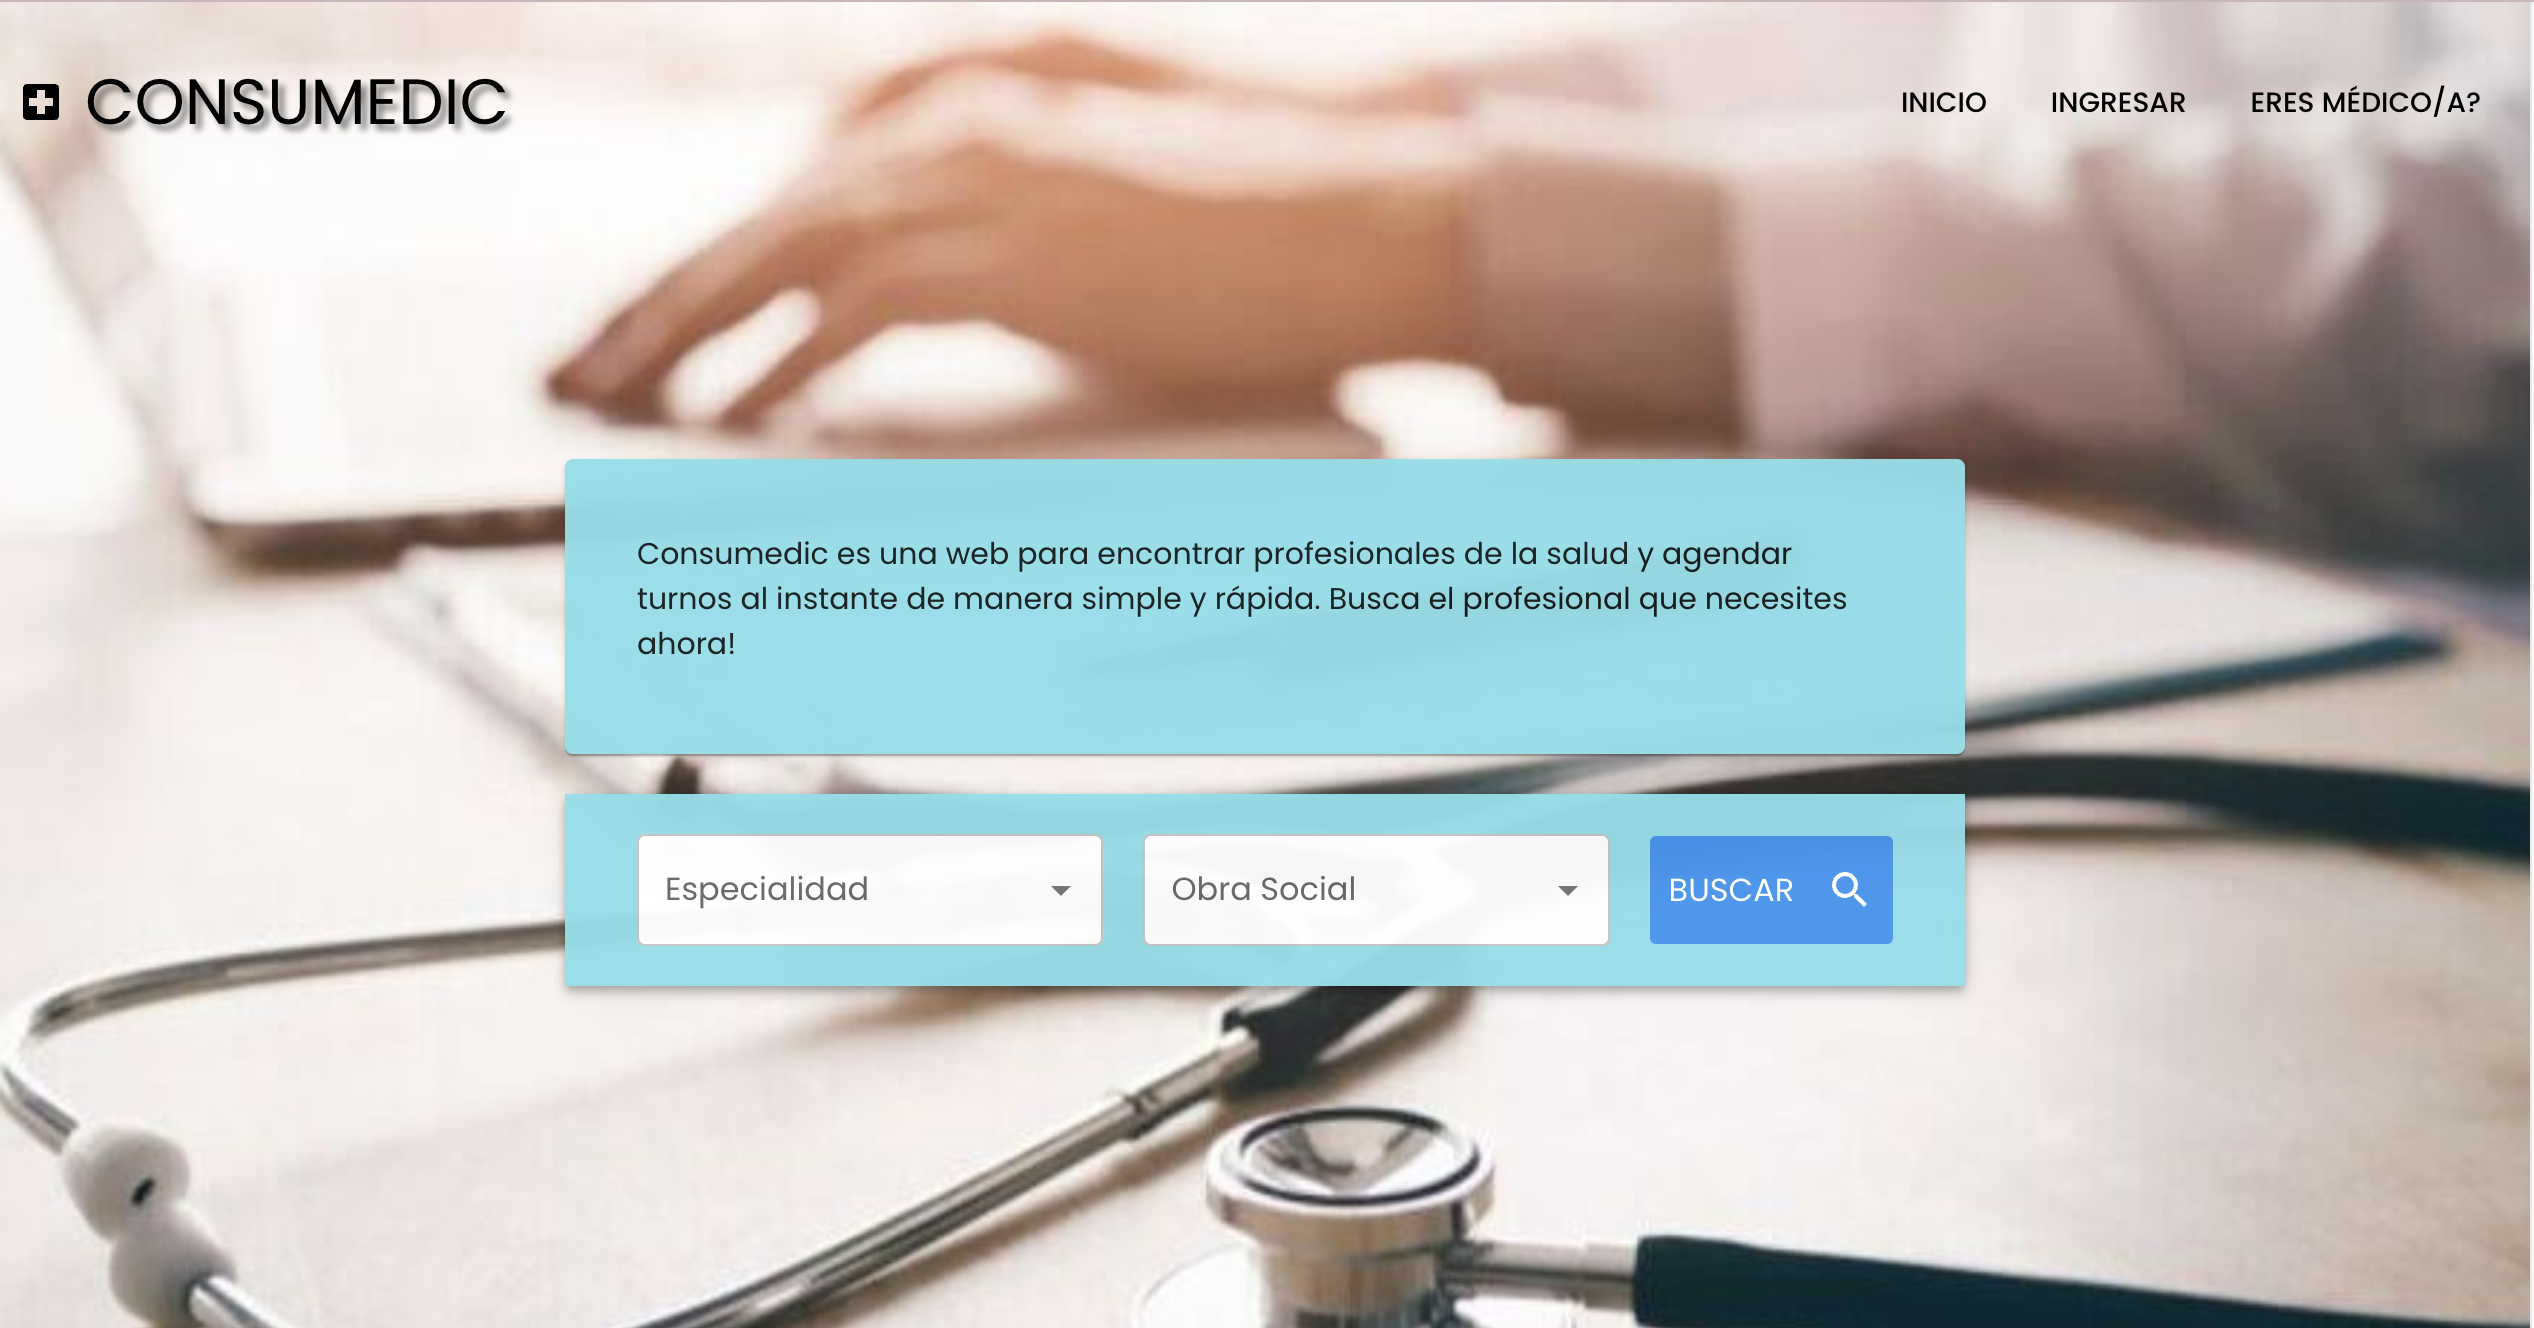 CONSUMEDIC
INICIO
INGRESAR
ERES MÉDICO/A?
Consumedic es una web para encontrar profesionales de la salud y agendar
turnos al instante de manera simple y rápida. Busca el profesional que necesites
ahora!
Especialidad
Obra Social
BUSCAR